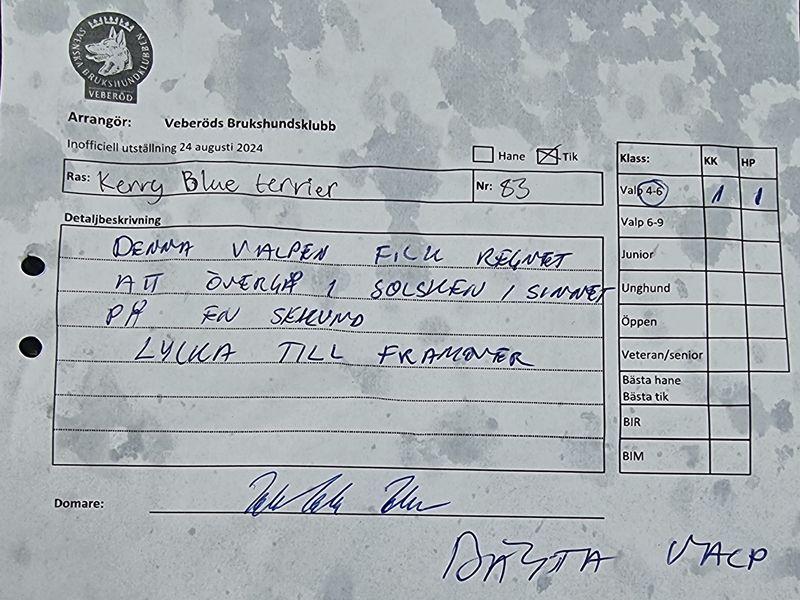 SVENSKA BRUKSHUNDKLUBBEN
VEBERÖD
Arrangör: Veberöds Brukshundsklubb
Inofficiell utställning 24 augusti 2024
Hane Tik
Ras: Kerry Blue terrier
Nr: 83
Klass: KK HP
Valp 4-6 1 1
Valp 6-9
Junior
Unghund
Öppen
Veteran/senior
Bästa hane
Bästa tik
BIR
BIM
Detaljbeskrivning
DENNA VALPEN FICK REGNET
ATT ÖVERGÅ I SOLSKEN I SINNET
PÅ EN SEKUND
LYCKA TILL FRAMÖVER
Domare:
BÄSTA VALP